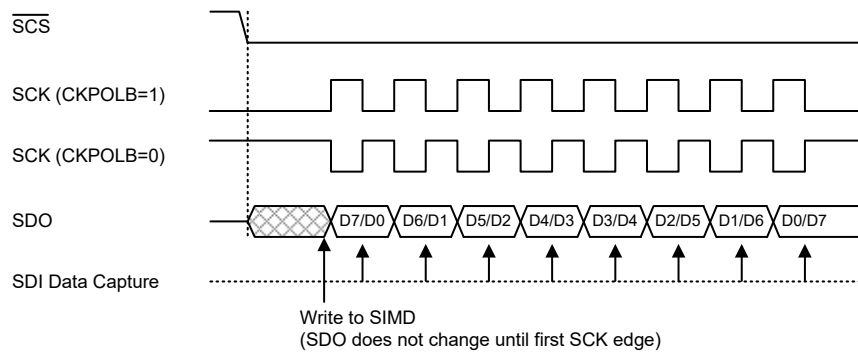 SCS
SCK (CKPOLB=1)
SCK (CKPOLB=0)
SDO
D7/D0 D6/D1 D5/D2 D4/D3 D3/D4 D2/D5 D1/D6 D0/D7
SDI Data Capture
Write to SIMD
(SDO does not change until first SCK edge)